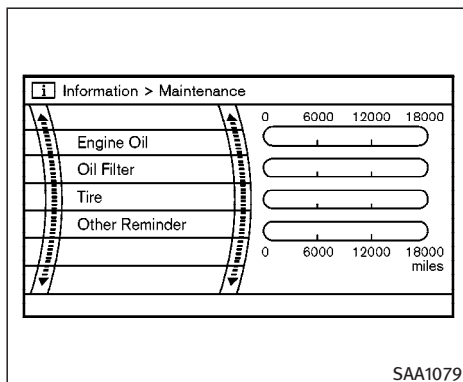 i Information > Maintenance
0 6000 12000 18000
Engine Oil
Oil Filter
Tire
Other Reminder
0 6000 12000 18000
miles
SAA1079